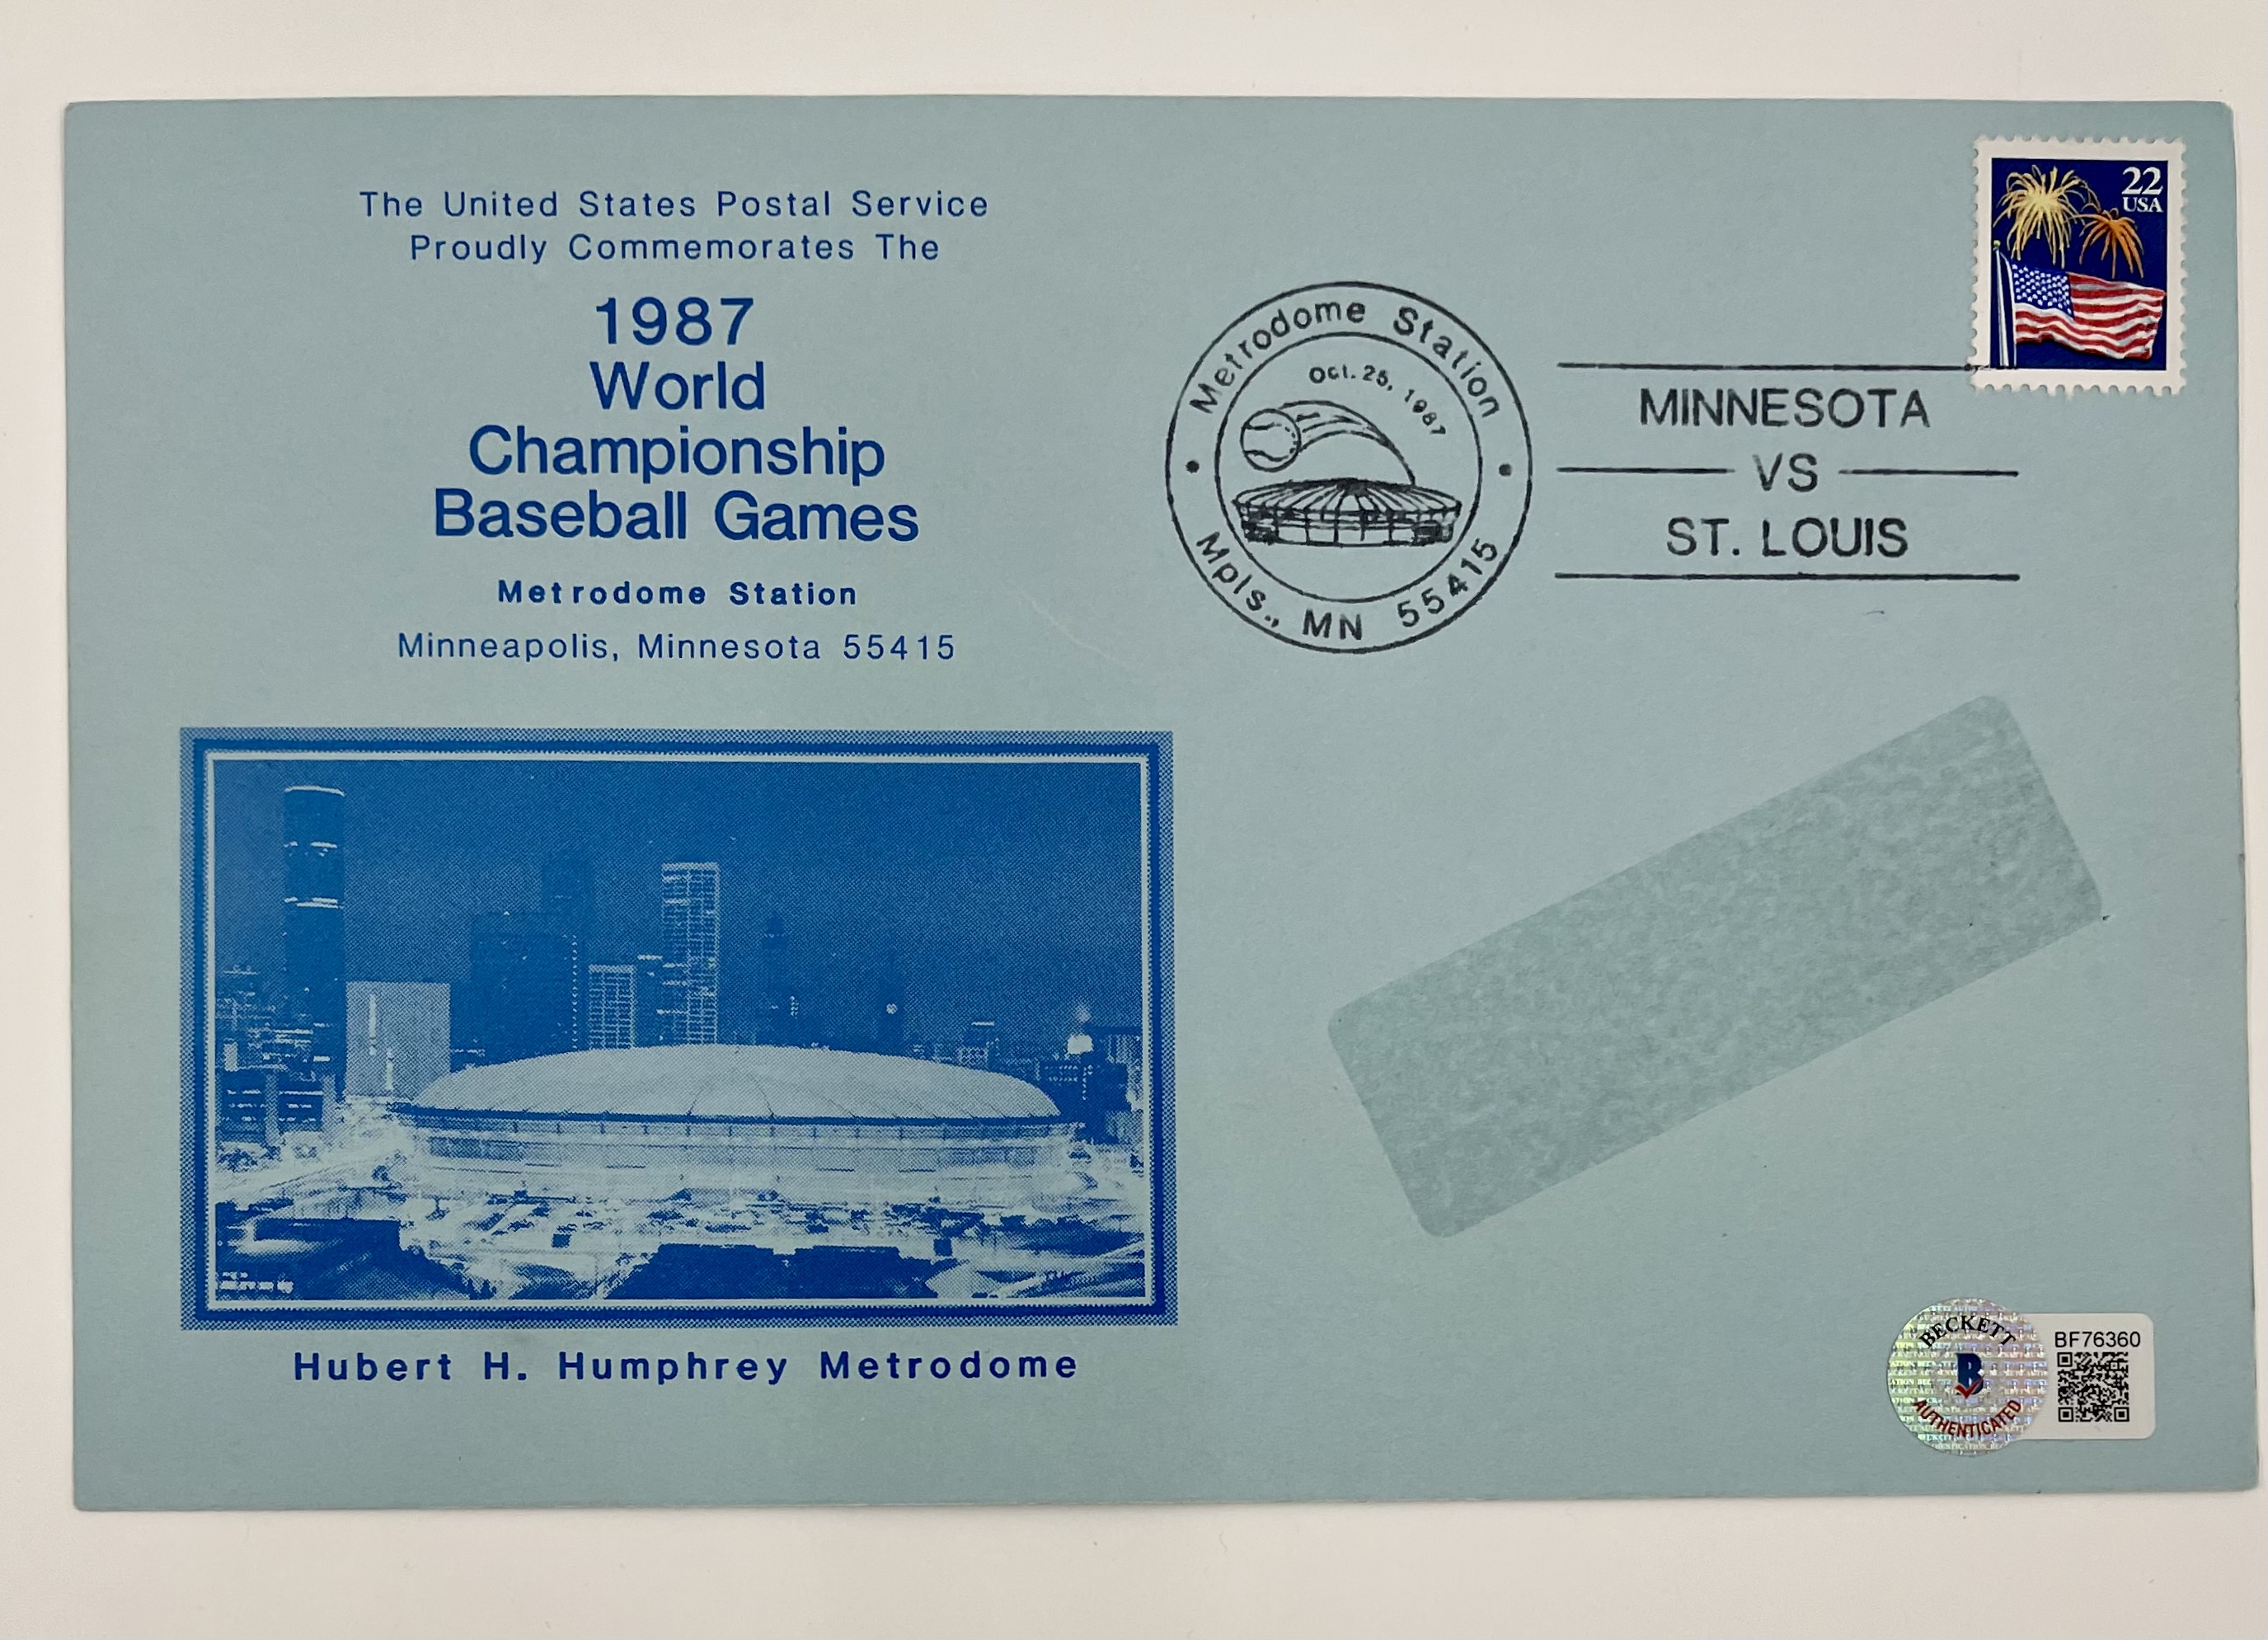 The United States Postal Service
Proudly Commemorates The
1987
World
Championship
Baseball Games
Metrodome Station
Minneapolis, Minnesota 55415
Hubert H. Humphrey Metrodome
22
USA
Metrodome Station
Oct. 25, 1987
Mpls., MN 55415
MINNESOTA
VS
ST. LOUIS
BECKETT
B
AUTHENTICATED
BF76360